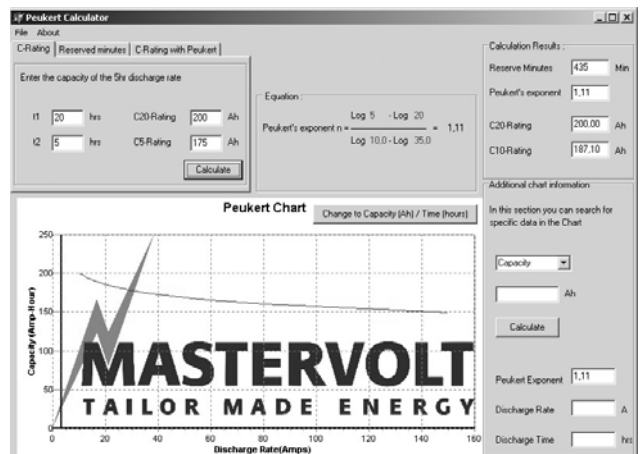 Peukert Calculator
File About
C-Rating Reserved minutes C-Rating with Peukert
Enter the capacity of the 5hr discharge rate
t1 20 hrs C20-Rating 200 Ah
t2 5 hrs C5-Rating 175 Ah
Calculate
Equation :
Log 5 - Log 20
Peukert's exponent n = = 1,11
Log 10,0 - Log 35,0
Calculation Results :
Reserve Minutes 435 Min
Peukert's exponent 1,11
C20-Rating 200,00 Ah
C10-Rating 187,10 Ah
Additional chart information
In this section you can search for
specific data in the Chart
Capacity
Ah
Calculate
Peukert Exponent 1,11
Discharge Rate A
Discharge Time hrs
Peukert Chart
Change to Capacity (Ah) / Time (hours)
Capacity (Amp-Hour)
250
200
150
100
50
0
MASTERVOLT
TAILOR MADE ENERGY
0 20 40 60 80 100 120 140 160
Discharge Rate(Amps)